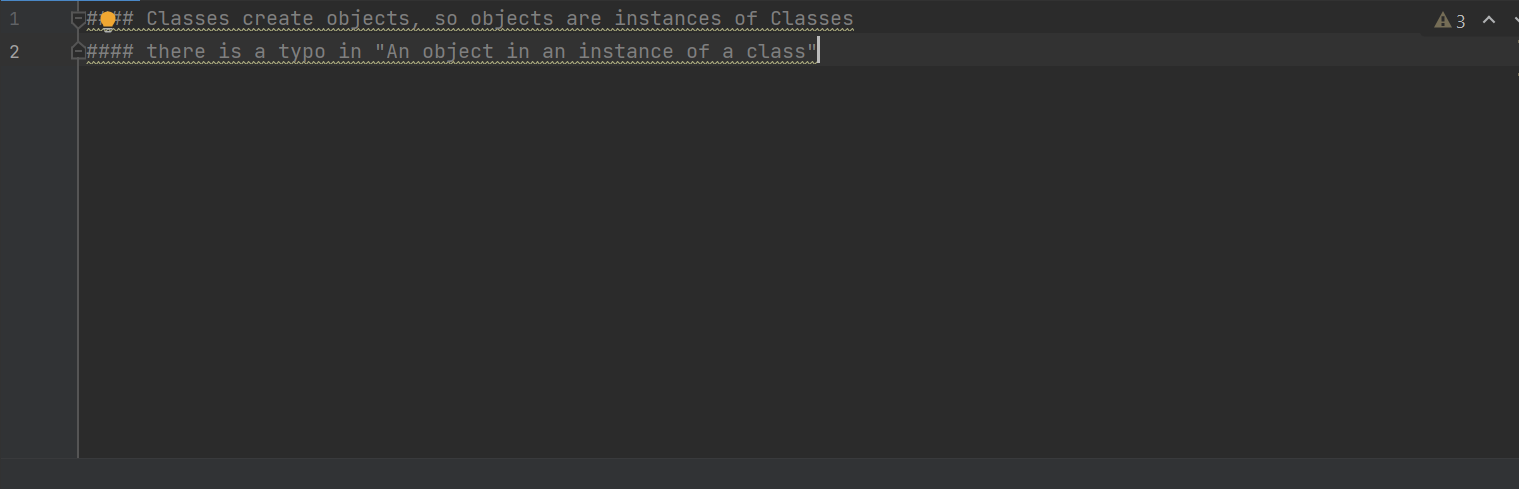 1 #### Classes create objects, so objects are instances of Classes 3
2 #### there is a typo in "An object in an instance of a class"